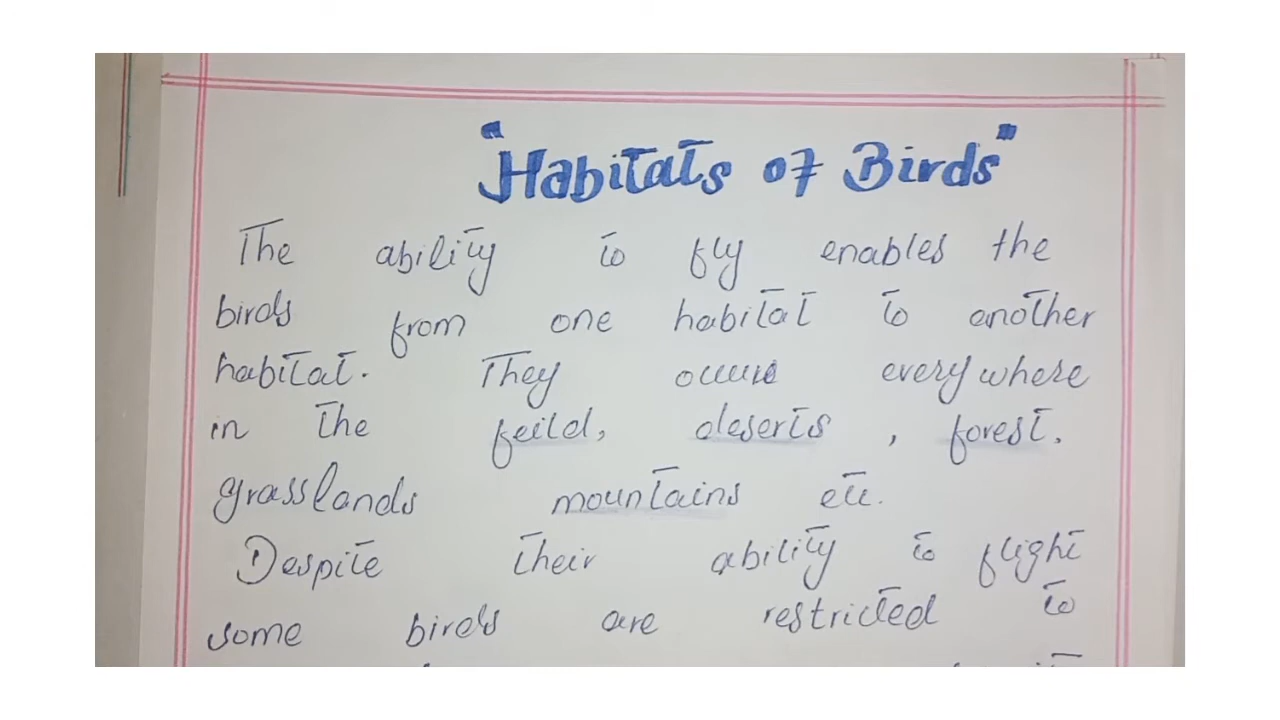 "Habitats of Birds"
The ability to fly enables the
birds from one habitat to another
habitat. They occure everywhere
in the feild, deserts, forest,
grasslands mountains etc.
Despite their ability to flight
some birds are restricted to